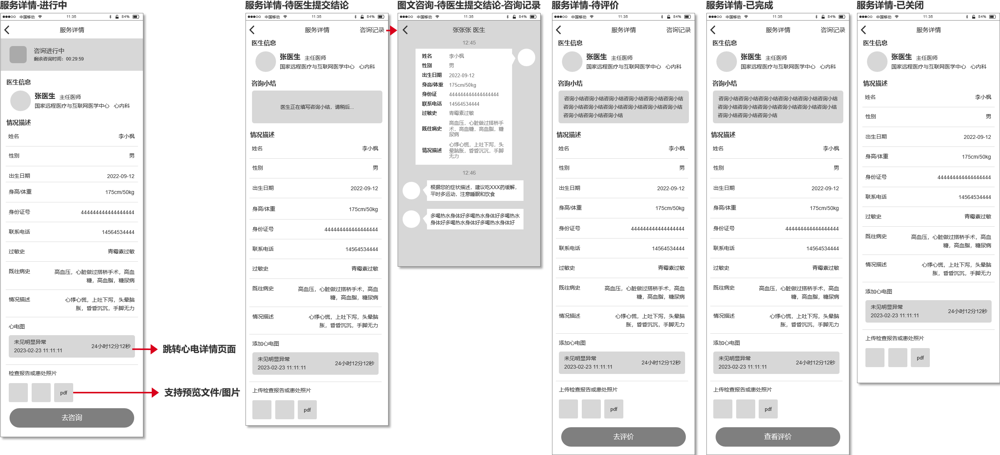 服务详情-进行中
中国移动 11:35 84%
服务详情
咨询进行中
剩余咨询时间：00:29:59
医生信息
张医生 主任医师
国家远程医疗与互联网医学中心 心内科
情况描述
姓名 李小枫
性别 男
出生日期 2022-09-12
身高/体重 175cm/50kg
身份证号 444444444444444444
联系电话 14564534444
过敏史 青霉素过敏
既往病史 高血压，心脏做过搭桥手术，高血
糖，高血脂，糖尿病
情况描述 心悸心慌，上吐下泻，头晕脑
胀，昏昏沉沉，手脚无力
心电图
未见明显异常
24小时12分12秒
2023-02-23 11:11:11
跳转心电详情页面
检查报告或患处照片
pdf
支持预览文件/图片
去咨询
服务详情-待医生提交结论
中国移动 11:35 84%
服务详情 咨询记录
医生信息
张医生 主任医师
国家远程医疗与互联网医学中心 心内科
咨询小结
医生正在填写咨询小结，请稍后...
情况描述
姓名 李小枫
性别 男
出生日期 2022-09-12
身高/体重 175cm/50kg
身份证号 444444444444444444
联系电话 14564534444
过敏史 青霉素过敏
既往病史 高血压，心脏做过搭桥手术，高血
糖，高血脂，糖尿病
情况描述 心悸心慌，上吐下泻，头晕脑
胀，昏昏沉沉，手脚无力
添加心电图
未见明显异常
24小时12分12秒
2023-02-23 11:11:11
上传检查报告或患处照片
pdf
图文咨询-待医生提交结论-咨询记录
中国移动 11:35 84%
张张张 医生
12:45
姓名 李小枫
性别 男
出生日期 2022-09-12
身高/体重 175cm/50kg
身份证 444444444444444444
联系电话 14564534444
过敏史 青霉素过敏
既往病史 高血压，心脏做过搭桥手
术，高血糖，高血脂，糖
尿病
情况描述 心悸心慌，上吐下泻，头
晕脑胀，昏昏沉沉，手脚
无力
12:46
根据您的症状描述，建议吃XXX药缓解，
平时多运动，注意睡眠和饮食
多喝热水身体好多喝热水身体好多喝热水
身体好多喝热水身体好多喝热水身体好
服务详情-待评价
中国移动 11:35 84%
服务详情 咨询记录
医生信息
张医生 主任医师
国家远程医疗与互联网医学中心 心内科
咨询小结
咨询小结咨询小结咨询小结咨询小结咨询小结咨询小结
咨询小结咨询小结咨询小结咨询小结咨询小结咨询小结
咨询小结咨询小结咨询小结
情况描述
姓名 李小枫
性别 男
出生日期 2022-09-12
身高/体重 175cm/50kg
身份证号 444444444444444444
联系电话 14564534444
过敏史 青霉素过敏
既往病史 高血压，心脏做过搭桥手术，高血
糖，高血脂，糖尿病
情况描述 心悸心慌，上吐下泻，头晕脑
胀，昏昏沉沉，手脚无力
添加心电图
未见明显异常
24小时12分12秒
2023-02-23 11:11:11
上传检查报告或患处照片
pdf
去评价
服务详情-已完成
中国移动 11:35 84%
服务详情 咨询记录
医生信息
张医生 主任医师
国家远程医疗与互联网医学中心 心内科
咨询小结
咨询小结咨询小结咨询小结咨询小结咨询小结咨询小结
咨询小结咨询小结咨询小结咨询小结咨询小结咨询小结
咨询小结咨询小结咨询小结
情况描述
姓名 李小枫
性别 男
出生日期 2022-09-12
身高/体重 175cm/50kg
身份证号 444444444444444444
联系电话 14564534444
过敏史 青霉素过敏
既往病史 高血压，心脏做过搭桥手术，高血
糖，高血脂，糖尿病
情况描述 心悸心慌，上吐下泻，头晕脑
胀，昏昏沉沉，手脚无力
添加心电图
未见明显异常
24小时12分12秒
2023-02-23 11:11:11
上传检查报告或患处照片
pdf
查看评价
服务详情-已关闭
中国移动 11:35 84%
服务详情
医生信息
张医生 主任医师
国家远程医疗与互联网医学中心 心内科
情况描述
姓名 李小枫
性别 男
出生日期 2022-09-12
身高/体重 175cm/50kg
身份证号 444444444444444444
联系电话 14564534444
过敏史 青霉素过敏
既往病史 高血压，心脏做过搭桥手术，高血
糖，高血脂，糖尿病
情况描述 心悸心慌，上吐下泻，头晕脑
胀，昏昏沉沉，手脚无力
添加心电图
未见明显异常
24小时12分12秒
2023-02-23 11:11:11
上传检查报告或患处照片
pdf